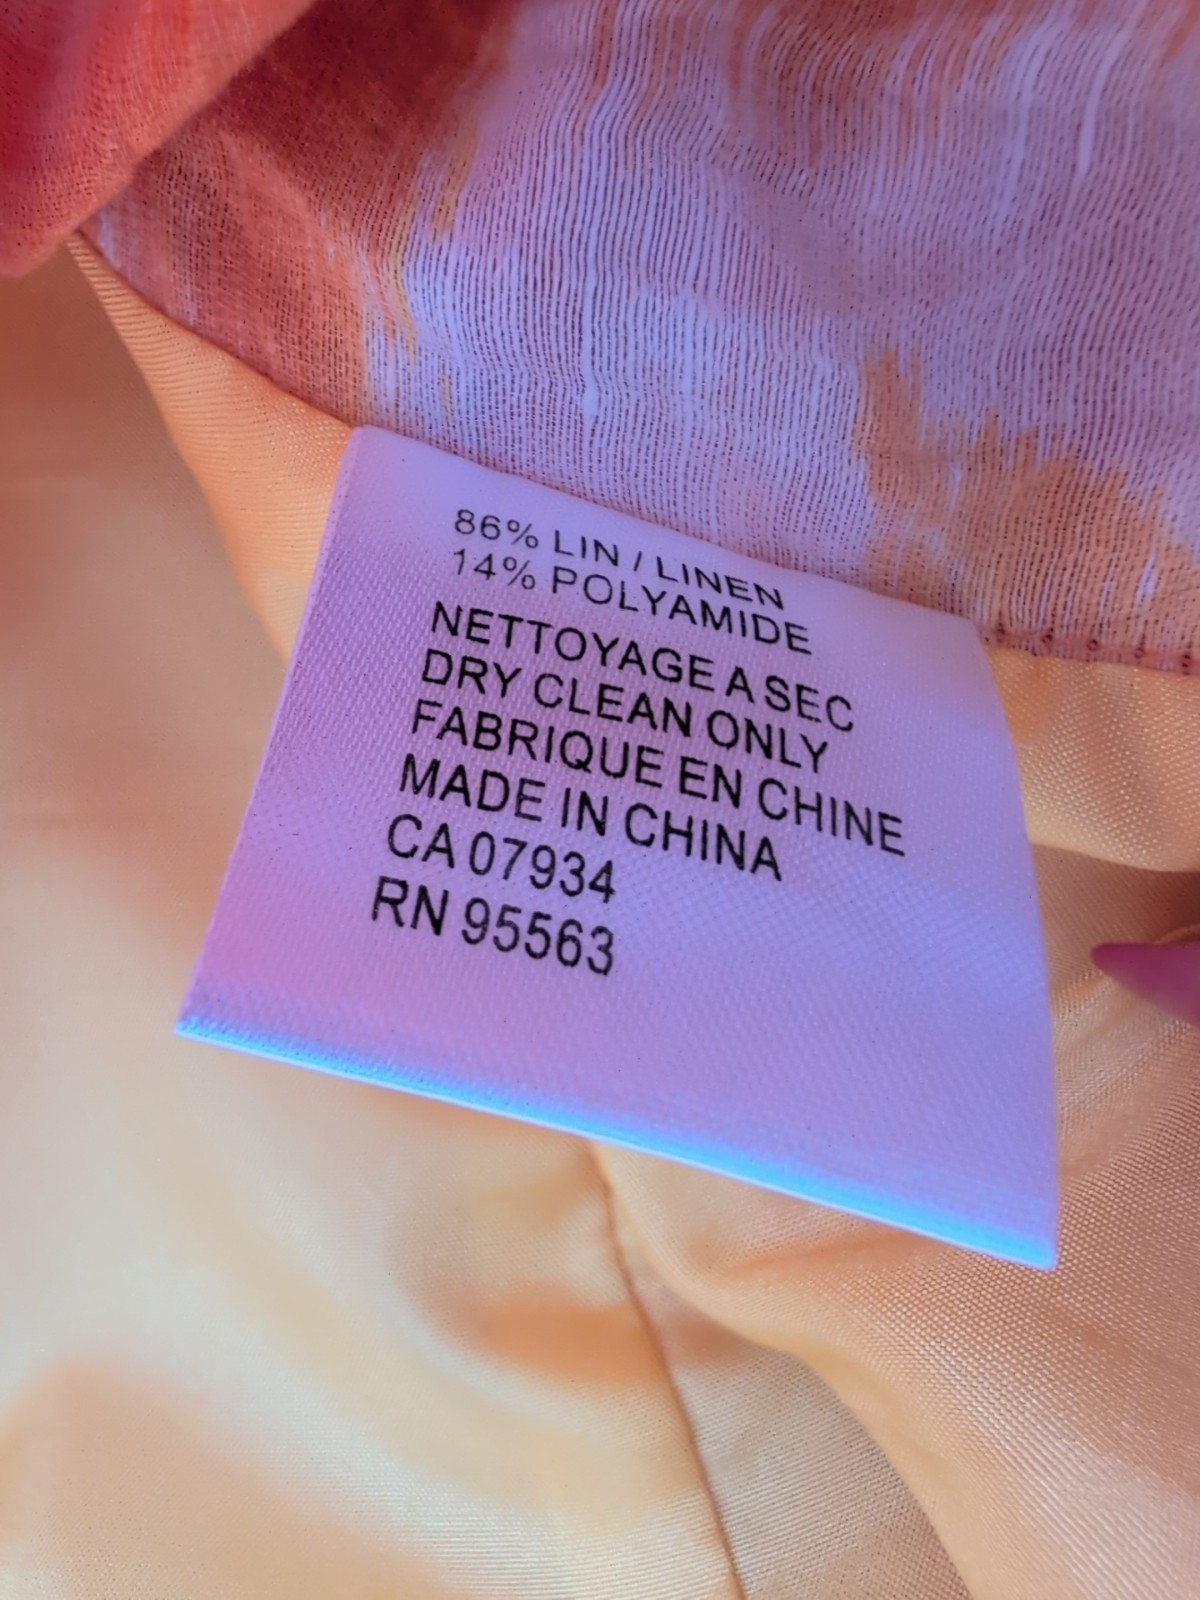 86% LIN / LINEN
14% POLYAMIDE
NETTOYAGE A SEC
DRY CLEAN ONLY
FABRIQUE EN CHINE
MADE IN CHINA
CA 07934
RN 95563